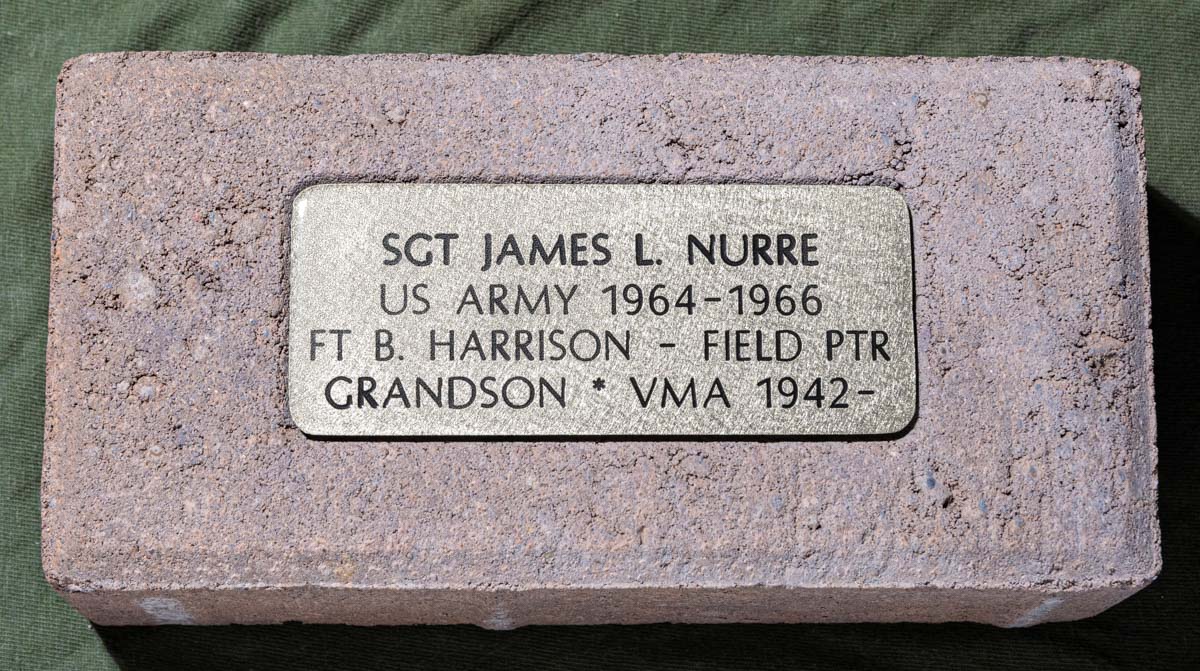 SGT JAMES L. NURRE
US ARMY 1964-1966
FT B. HARRISON - FIELD PTR
GRANDSON * VMA 1942-